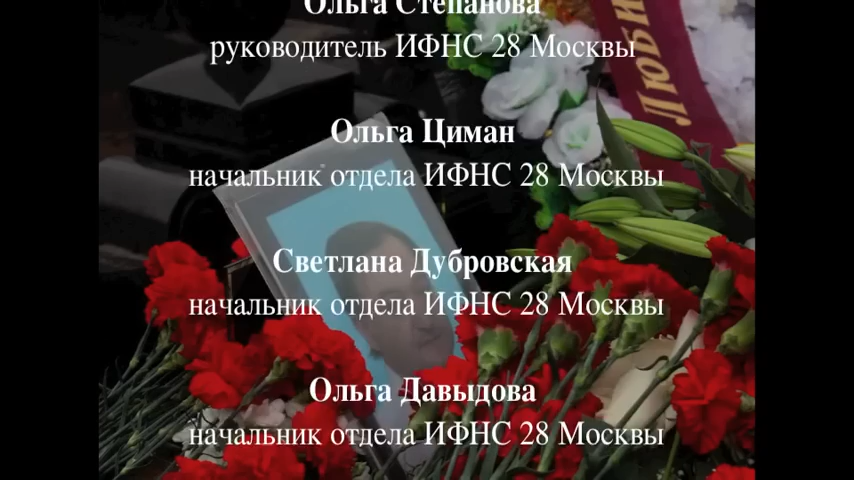 Ольга Степанова
руководитель ИФНС 28 Москвы
Ольга Циман
начальник отдела ИФНС 28 Москвы
Светлана Дубровская
начальник отдела ИФНС 28 Москвы
Ольга Давыдова
начальник отдела ИФНС 28 Москвы